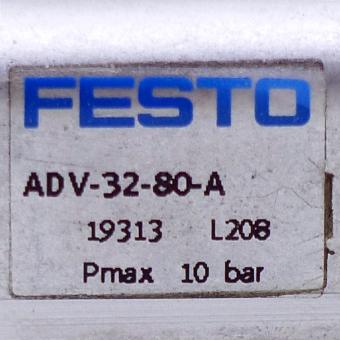 FESTO
ADV-32-80-A
19313 L208
Pmax 10 bar